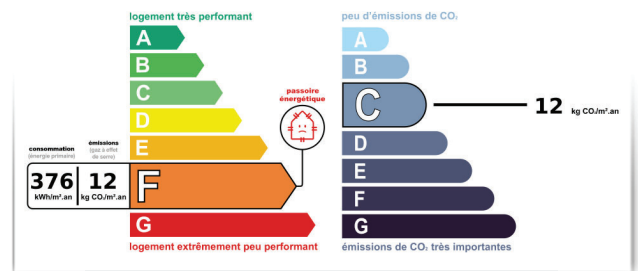 logement très performant
A
B
C
D
E
F
G
passoire
énergétique
consommation
(énergie primaire)
émissions
(gaz à effet
de serre)
376
kWh/m².an
12
kg CO₂/m².an
logement extrêmement peu performant
peu d'émissions de CO₂
A
B
C
D
E
F
G
12 kg CO₂/m².an
émissions de CO₂ très importantes